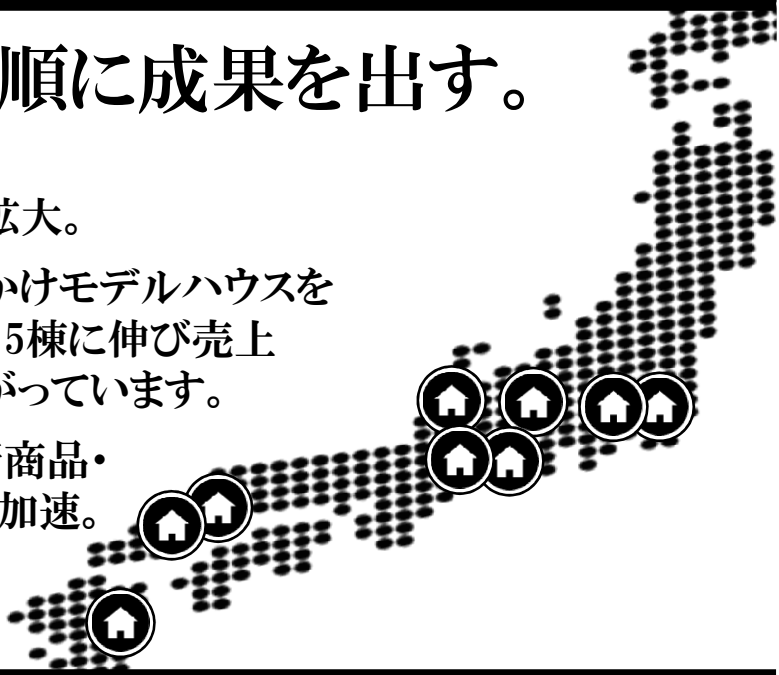 順に成果を出す。
拡大。
かけモデルハウスを
5棟に伸び売上
がっています。
商品・
加速。